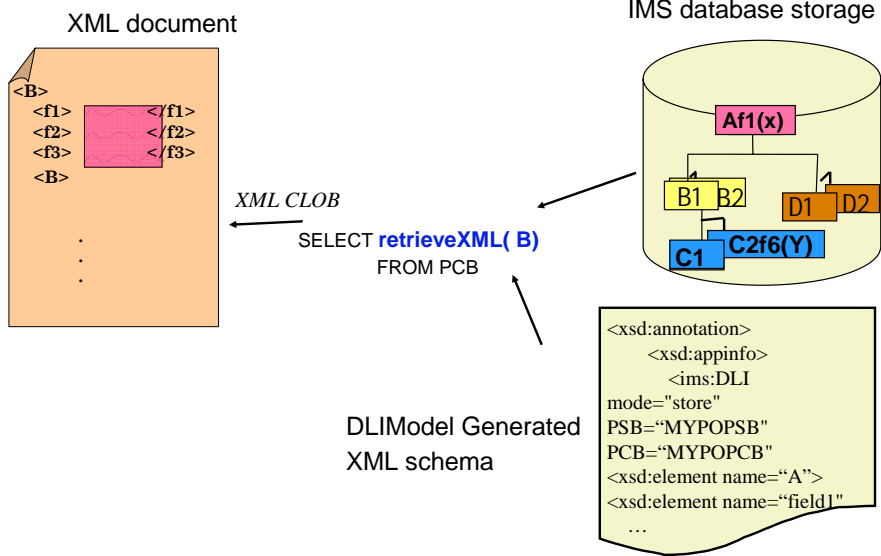 XML document
<B>
<f1> </f1>
<f2> </f2>
<f3> </f3>
<B>
.
.
.
XML CLOB
SELECT retrieveXML( B)
FROM PCB
IMS database storage
Af1(x)
B1 B2
D1 D2
C1 C2f6(Y)
DLIModel Generated
XML schema
<xsd:annotation>
<xsd:appinfo>
<ims:DLI
mode="store"
PSB=“MYPOPSB"
PCB=“MYPOPCB"
<xsd:element name=“A”>
<xsd:element name=“field1"
…